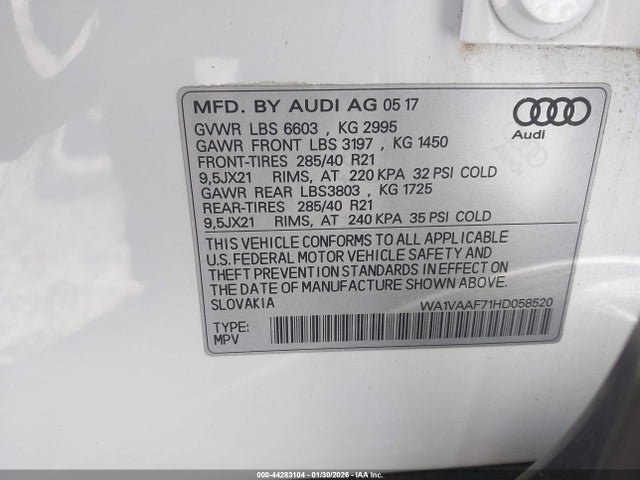 MFD. BY AUDI AG 05 17
GVWR LBS 6603 , KG 2995
GAWR FRONT LBS 3197 , KG 1450
FRONT-TIRES 285/40 R21
9,5JX21 RIMS, AT 220 KPA 32 PSI COLD
GAWR REAR LBS3803 , KG 1725
REAR-TIRES 285/40 R21
9,5JX21 RIMS, AT 240 KPA 35 PSI COLD
THIS VEHICLE CONFORMS TO ALL APPLICABLE
U.S. FEDERAL MOTOR VEHICLE SAFETY AND
THEFT PREVENTION STANDARDS IN EFFECT ON
THE DATE OF MANUFACTURE SHOWN ABOVE.
SLOVAKIA
WA1VAAF71HD058520
TYPE:
MPV
Audi
000-44283104 - 01/30/2026 - IAA Inc.